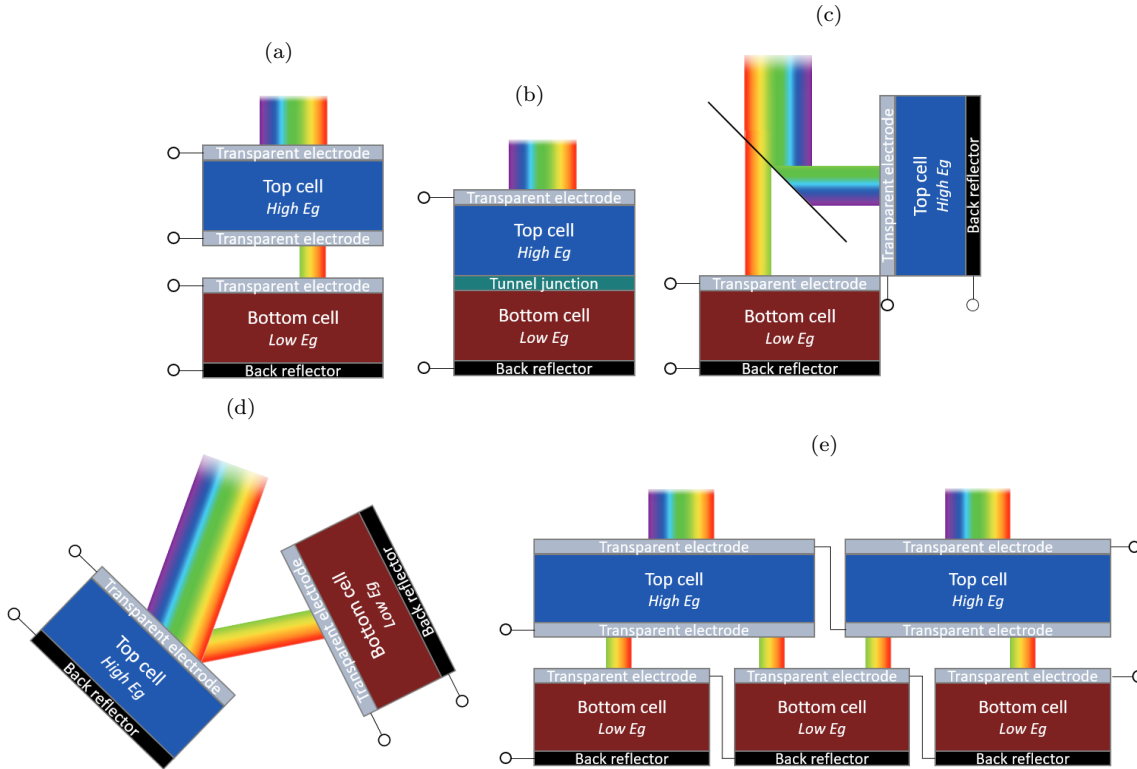 (a)
Transparent electrode
Top cell
High Eg
Transparent electrode
Transparent electrode
Bottom cell
Low Eg
Back reflector
(b)
Transparent electrode
Top cell
High Eg
Tunnel junction
Bottom cell
Low Eg
Back reflector
(c)
Transparent electrode
Top cell
High Eg
Back reflector
Transparent electrode
Bottom cell
Low Eg
Back reflector
(d)
Transparent electrode
Top cell
High Eg
Back reflector
Transparent electrode
Bottom cell
Low Eg
Back reflector
(e)
Transparent electrode
Top cell
High Eg
Transparent electrode
Transparent electrode
Top cell
High Eg
Transparent electrode
Transparent electrode
Bottom cell
Low Eg
Back reflector
Transparent electrode
Bottom cell
Low Eg
Back reflector
Transparent electrode
Bottom cell
Low Eg
Back reflector